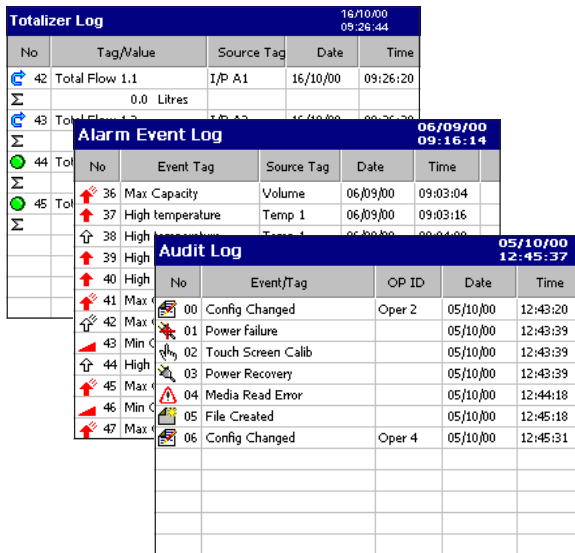 Totalizer Log 16/10/00 09:26:44
No Tag/Value Source Tag Date Time
42 Total Flow 1.1 I/P A1 16/10/00 09:26:20
Σ 0.0 Litres
43
Σ
44
Σ
45
Σ
Alarm Event Log 06/09/00 09:16:14
No Event Tag Source Tag Date Time
36 Max Capacity Volume 06/09/00 09:03:04
37 High temperature Temp 1 06/09/00 09:03:16
38 High
39 High
40 High
41 Max
42 Max
43 Min
44 High
45 Max
46 Min
47 Max
Audit Log 05/10/00 12:45:37
No Event/Tag OP ID Date Time
00 Config Changed Oper 2 05/10/00 12:43:20
01 Power failure 05/10/00 12:43:39
02 Touch Screen Calib 05/10/00 12:43:39
03 Power Recovery 05/10/00 12:43:39
04 Media Read Error 05/10/00 12:44:18
05 File Created 05/10/00 12:45:18
06 Config Changed Oper 4 05/10/00 12:45:31